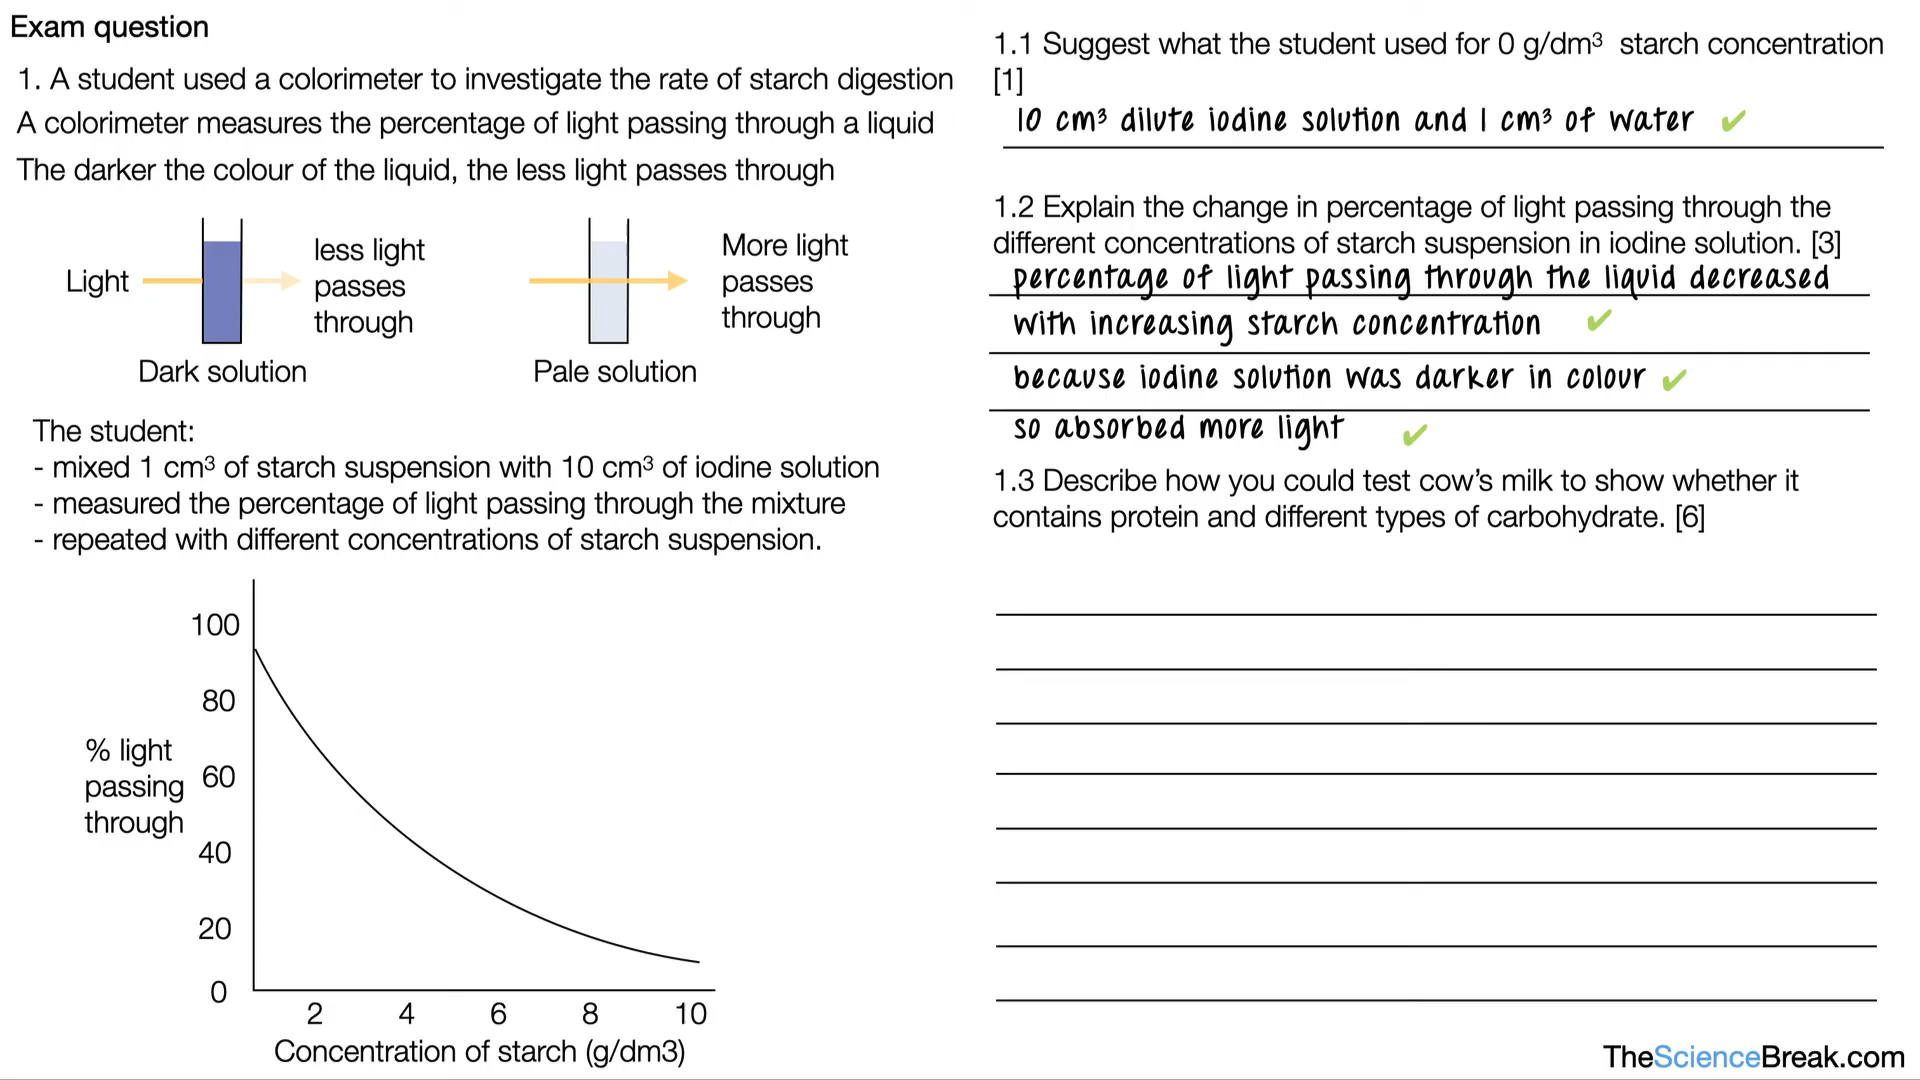 Exam question
1. A student used a colorimeter to investigate the rate of starch digestion
A colorimeter measures the percentage of light passing through a liquid
The darker the colour of the liquid, the less light passes through
Light
less light
passes
through
Dark solution
More light
passes
through
Pale solution
The student:
- mixed 1 cm³ of starch suspension with 10 cm³ of iodine solution
- measured the percentage of light passing through the mixture
- repeated with different concentrations of starch suspension.
100
80
60
40
20
0
% light
passing
through
2 4 6 8 10
Concentration of starch (g/dm3)
1.1 Suggest what the student used for 0 g/dm³ starch concentration
[1]
10 cm³ dilute iodine solution and 1 cm³ of water ✓
1.2 Explain the change in percentage of light passing through the
different concentrations of starch suspension in iodine solution. [3]
percentage of light passing through the liquid decreased
with increasing starch concentration ✓
because iodine solution was darker in colour ✓
so absorbed more light ✓
1.3 Describe how you could test cow's milk to show whether it
contains protein and different types of carbohydrate. [6]
TheScienceBreak.com